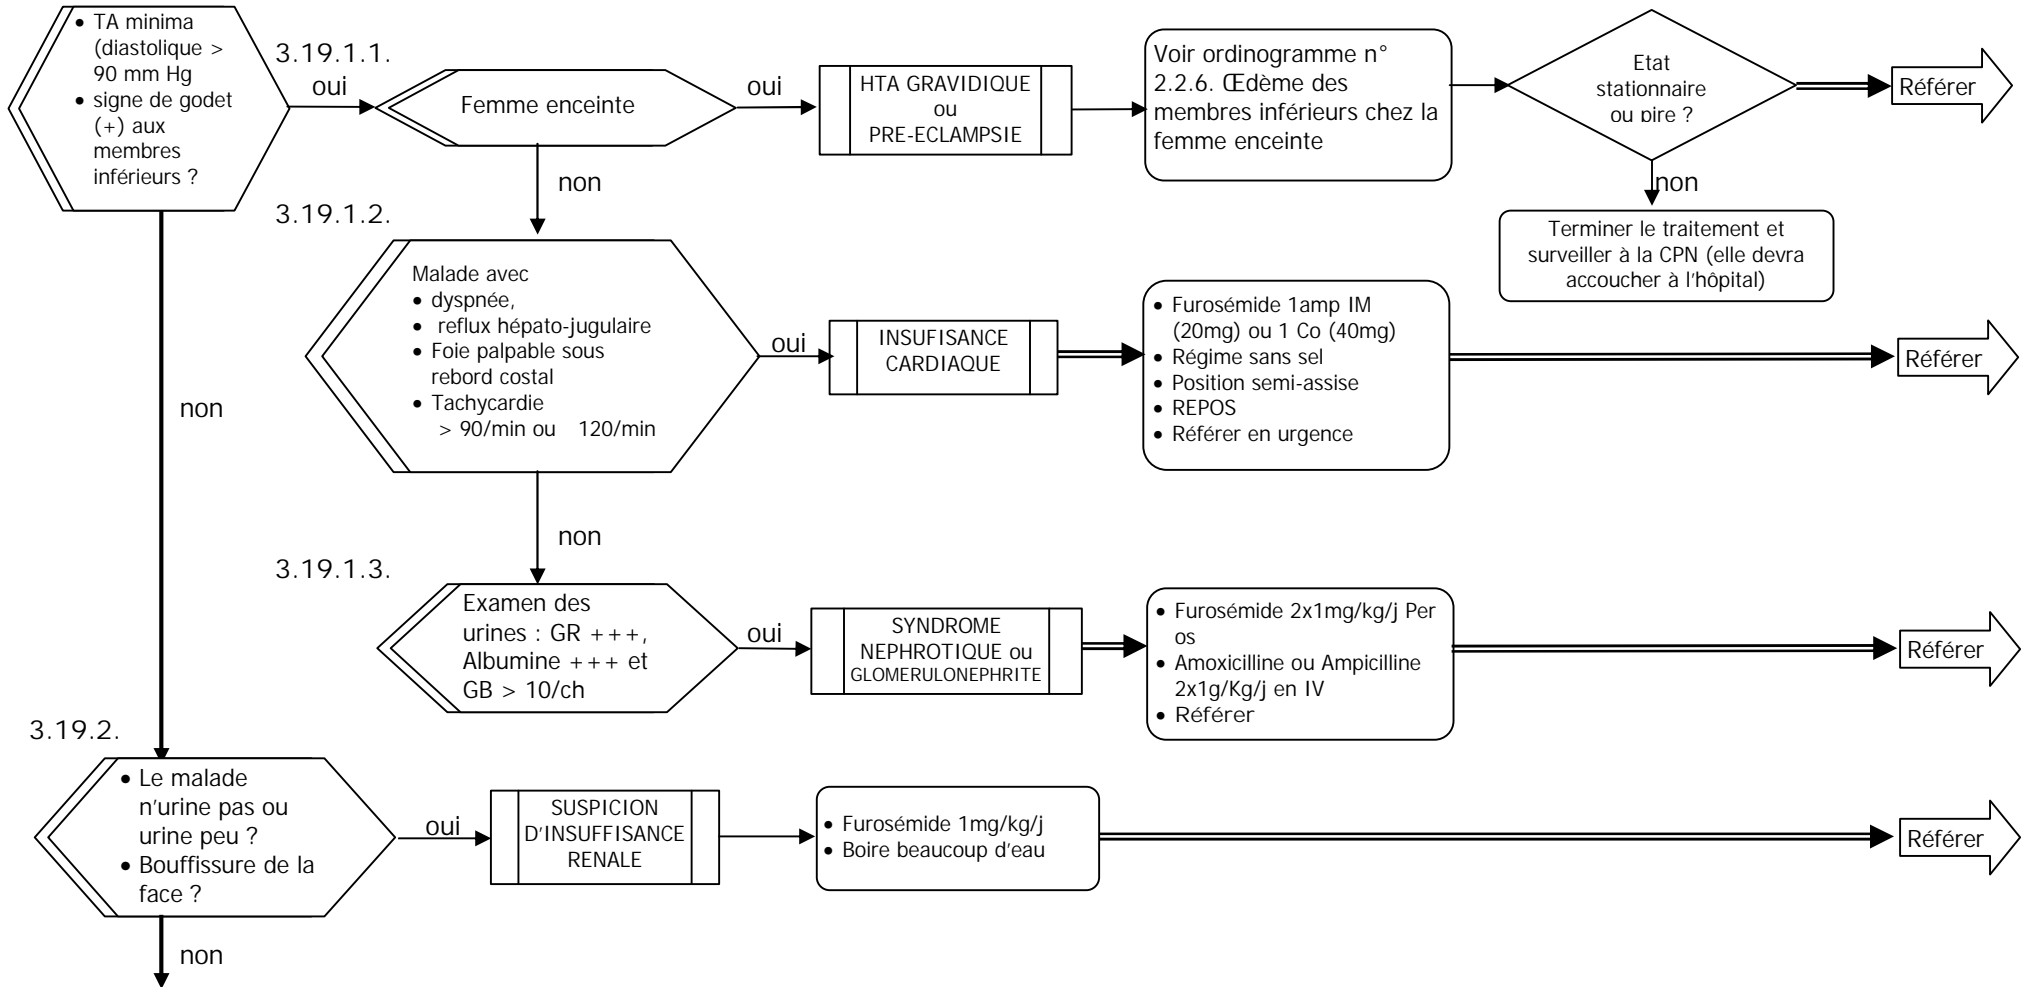 • TA minima
(diastolique >
90 mm Hg
• signe de godet
(+) aux
membres
inférieurs ?
3.19.1.1.
oui
Femme enceinte
oui
HTA GRAVIDIQUE
ou
PRE-ECLAMPSIE
Voir ordinogramme n°
2.2.6. Œdème des
membres inférieurs chez la
femme enceinte
Etat
stationnaire
ou pire ?
Référer
non
Terminer le traitement et
surveiller à la CPN (elle devra
accoucher à l'hôpital)
non
3.19.1.2.
Malade avec
• dyspnée,
• reflux hépato-jugulaire
• Foie palpable sous
rebord costal
• Tachycardie
> 90/min ou 120/min
oui
INSUFISANCE
CARDIAQUE
• Furosémide 1amp IM
(20mg) ou 1 Co (40mg)
• Régime sans sel
• Position semi-assise
• REPOS
• Référer en urgence
Référer
non
non
3.19.1.3.
Examen des
urines : GR +++,
Albumine +++ et
GB > 10/ch
oui
SYNDROME
NEPHROTIQUE ou
GLOMERULONEPHRITE
• Furosémide 2x1mg/kg/j Per
os
• Amoxicilline ou Ampicilline
2x1g/Kg/j en IV
• Référer
Référer
3.19.2.
• Le malade
n'urine pas ou
urine peu ?
• Bouffissure de la
face ?
oui
SUSPICION
D'INSUFFISANCE
RENALE
• Furosémide 1mg/kg/j
• Boire beaucoup d'eau
Référer
non